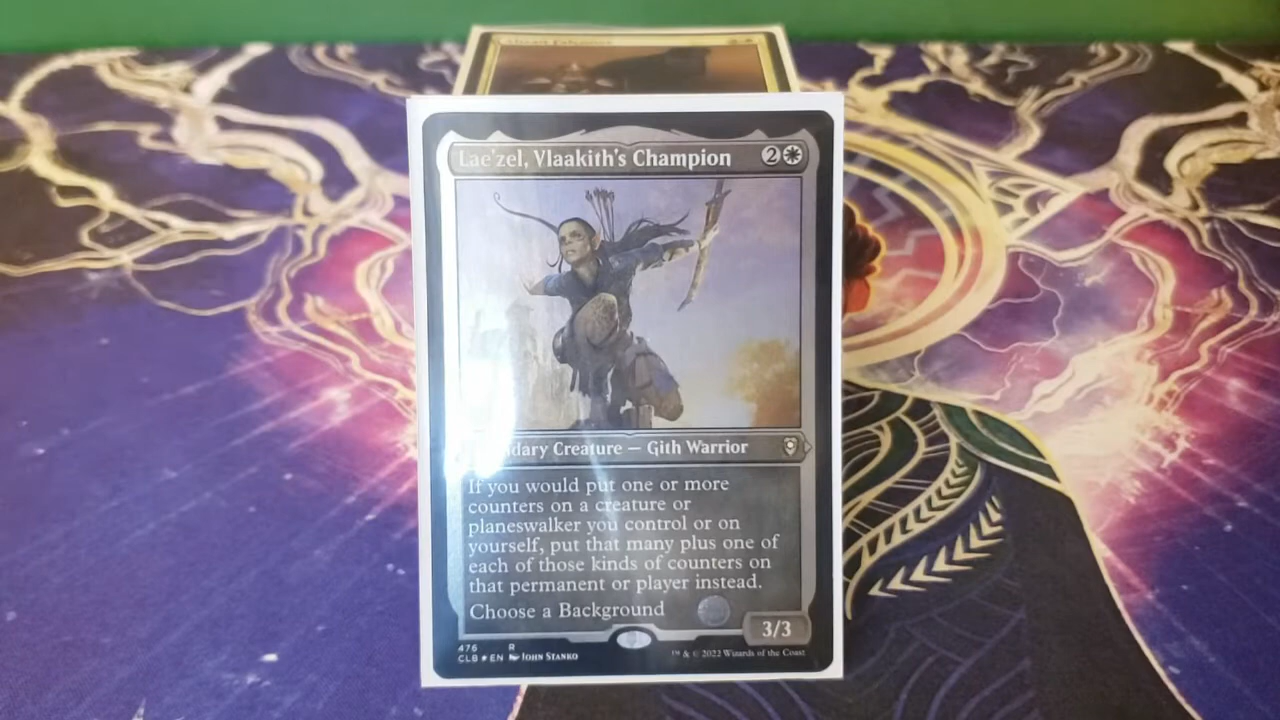 Lae'zel, Vlaakith's Champion 2
dary Creature — Gith Warrior
If you would put one or more
counters on a creature or
planeswalker you control or on
yourself, put that many plus one of
each of those kinds of counters on
that permanent or player instead.
Choose a Background
3/3
476 R
CLB ★ EN John Stanko
™ & © 2022 Wizards of the Coast